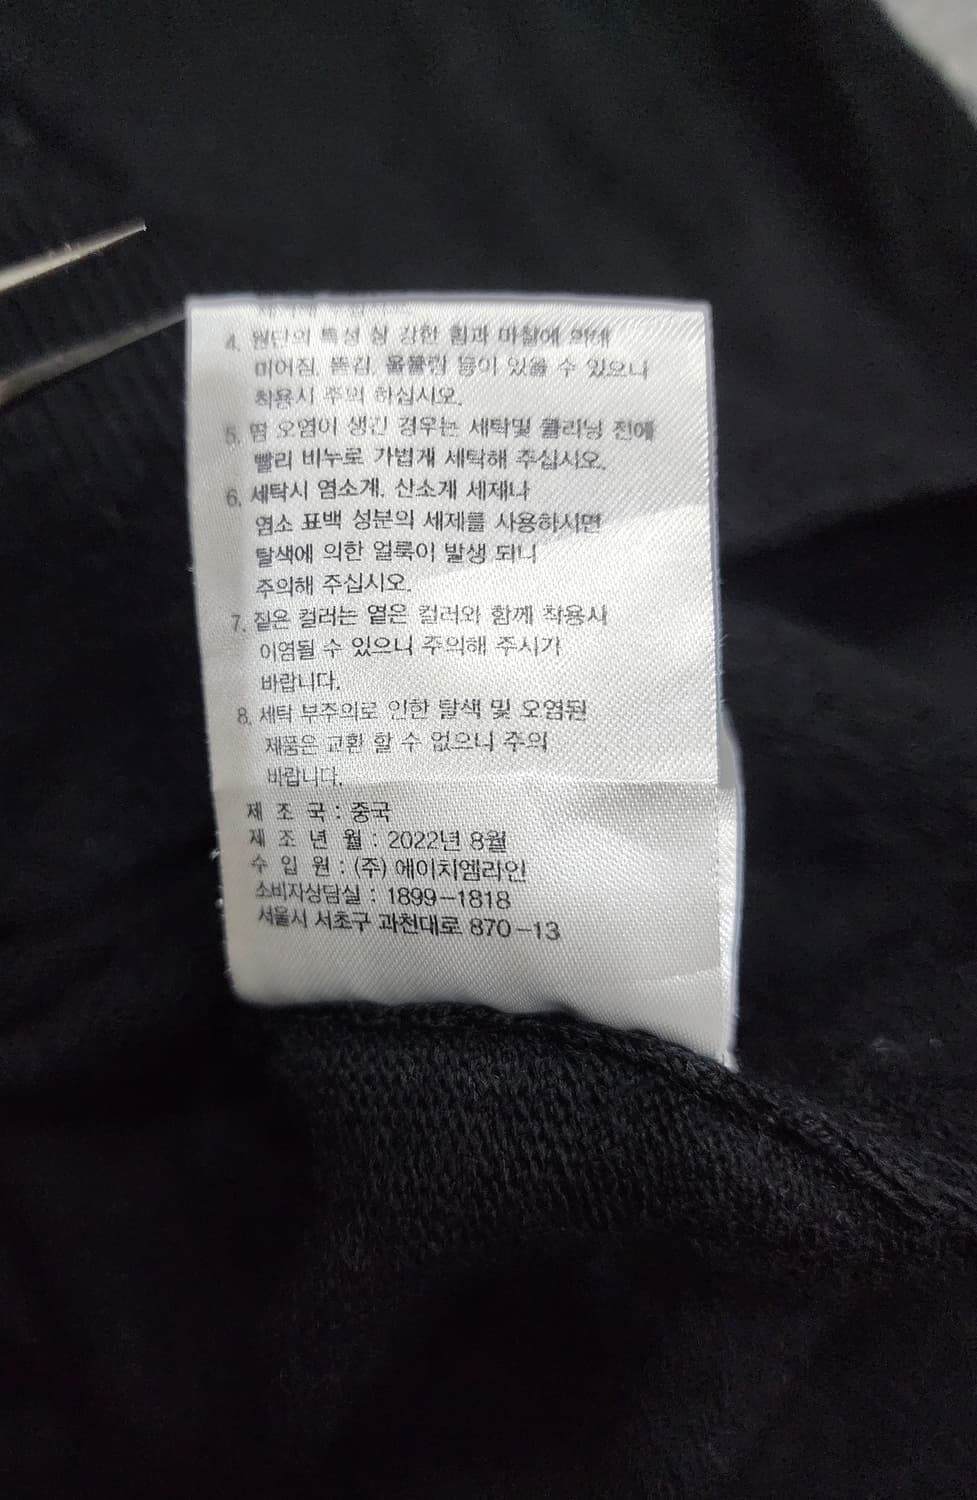 4. 원단의 특성 상 강한 힘과 마찰에 의해
미어짐, 뜯김, 올풀림 등이 있을 수 있으니
착용시 주의 하십시오.
5. 땀 오염이 생긴 경우는 세탁및 클리닝 전에
빨리 비누로 가볍게 세탁해 주십시오.
6. 세탁시 염소개, 산소개 세제나
염소 표백 성분의 세제를 사용하시면
탈색에 의한 얼룩이 발생 되니
주의해 주십시오.
7. 짙은 컬러는 옅은 컬러와 함께 착용시
이염될 수 있으니 주의해 주시기
바랍니다.
8. 세탁 부주의로 인한 탈색 및 오염된
제품은 교환 할 수 없으니 주의
바랍니다.
제 조 국 : 중국
제 조 년 월 : 2022년 8월
수 입 원 : (주) 에이치엠라인
소비자상담실 : 1899-1818
서울시 서초구 과천대로 870-13